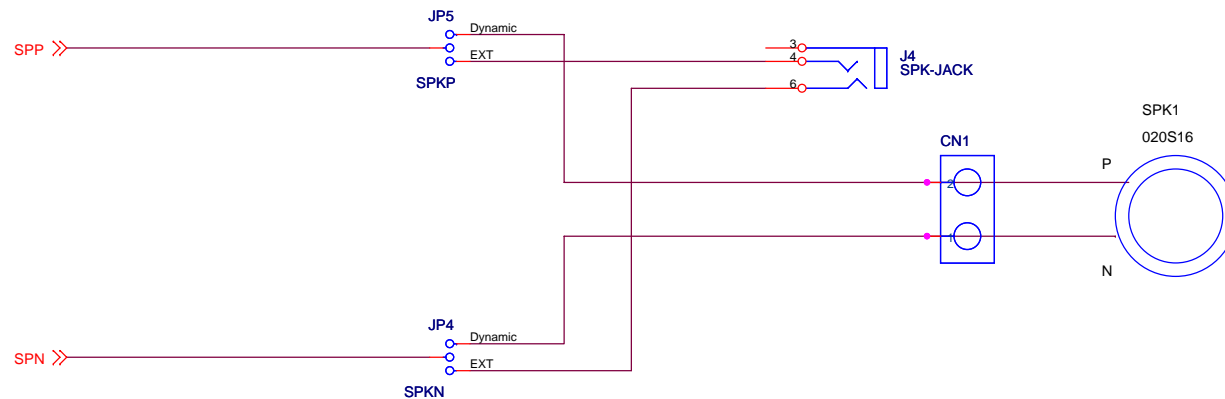 JP5
Dynamic
SPP
EXT
SPKP
3
4
6
J4
SPK-JACK
SPK1
020S16
CN1
P
2
1
N
JP4
Dynamic
SPN
EXT
SPKN